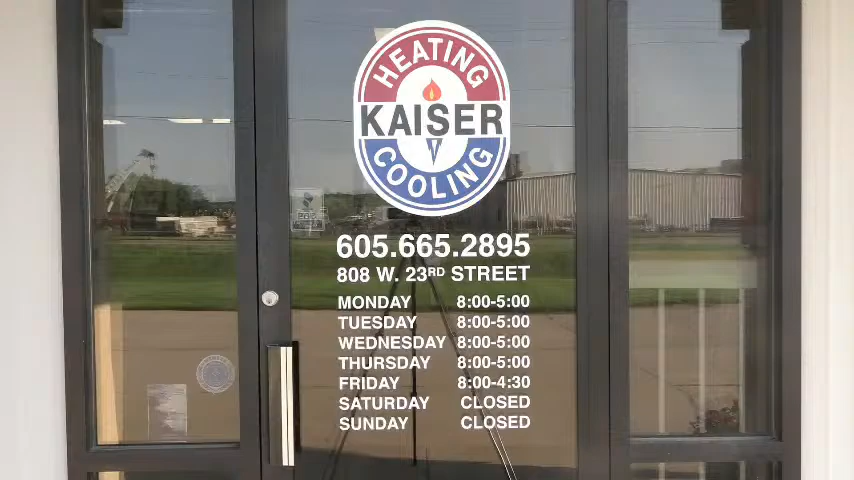 HEATING
KAISER
COOLING
605.665.2895
808 W. 23RD STREET
MONDAY 8:00-5:00
TUESDAY 8:00-5:00
WEDNESDAY 8:00-5:00
THURSDAY 8:00-5:00
FRIDAY 8:00-4:30
SATURDAY CLOSED
SUNDAY CLOSED